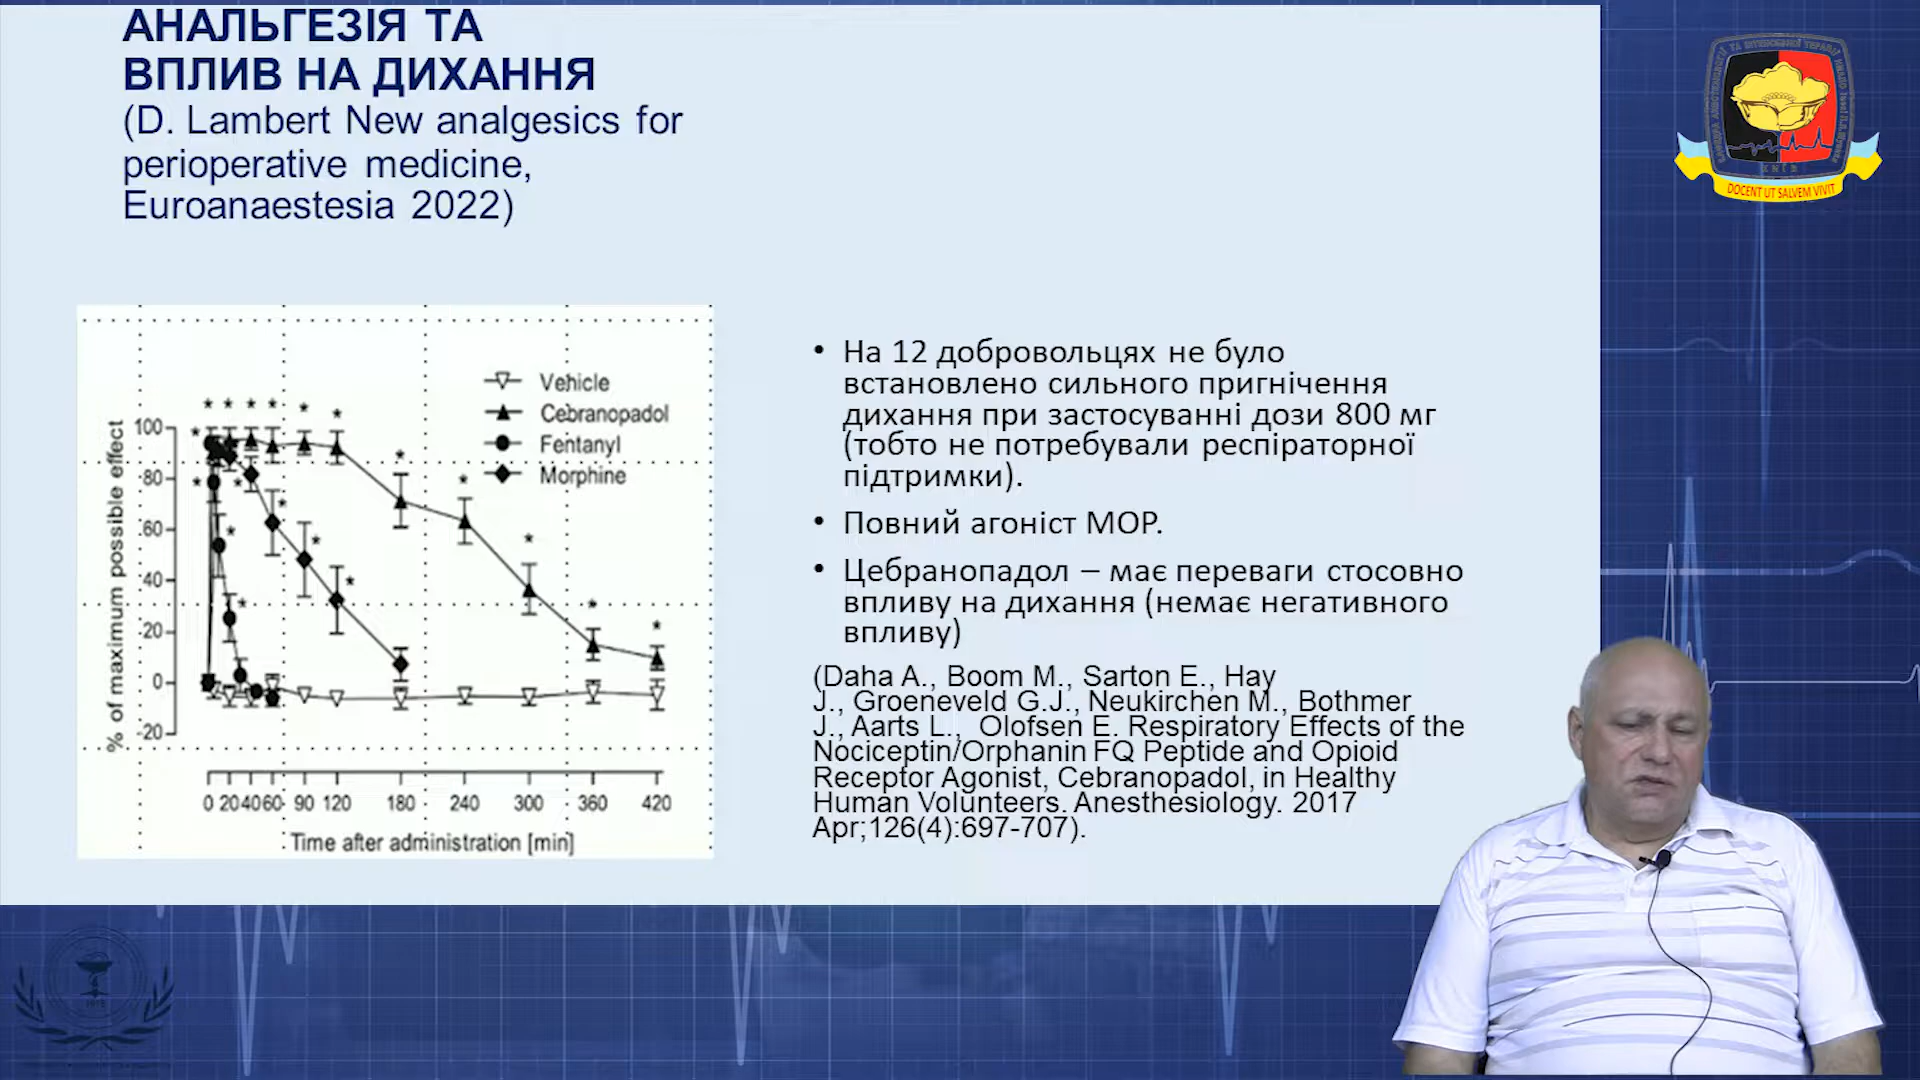 АНАЛЬГЕЗІЯ ТА
ВПЛИВ НА ДИХАННЯ
(D. Lambert New analgesics for
perioperative medicine,
Euroanaestesia 2022)
Vehicle
Cebranopadol
Fentanyl
Morphine
% of maximum possible effect
100
80
60
40
20
0
-20
0 20 40 60 90 120 180 240 300 360 420
Time after administration [min]
• На 12 добровольцях не було
встановлено сильного пригнічення
дихання при застосуванні дози 800 мг
(тобто не потребували респіраторної
підтримки).
• Повний агоніст МОР.
• Цебранопадол – має переваги стосовно
впливу на дихання (немає негативного
впливу)
(Daha A., Boom M., Sarton E., Hay
J., Groeneveld G.J., Neukirchen M., Bothmer
J., Aarts L., Olofsen E. Respiratory Effects of the
Nociceptin/Orphanin FQ Peptide and Opioid
Receptor Agonist, Cebranopadol, in Healthy
Human Volunteers. Anesthesiology. 2017
Apr;126(4):697-707).
DOCENT UT SALVEM VIVIT